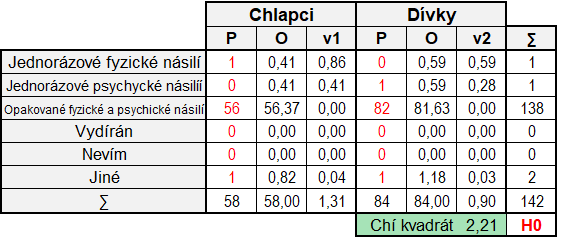 Chlapci Dívky
P O v1 P O v2 ∑
Jednorázové fyzické násilí 1 0,41 0,86 0 0,59 0,59 1
Jednorázové psychycké násilíí 0 0,41 0,41 1 0,59 0,28 1
Opakované fyzické a psychické násilí 56 56,37 0,00 82 81,63 0,00 138
Vydírán 0 0,00 0,00 0 0,00 0,00 0
Nevím 0 0,00 0,00 0 0,00 0,00 0
Jiné 1 0,82 0,04 1 1,18 0,03 2
∑ 58 58,00 1,31 84 84,00 0,90 142
Chí kvadrát 2,21 H0